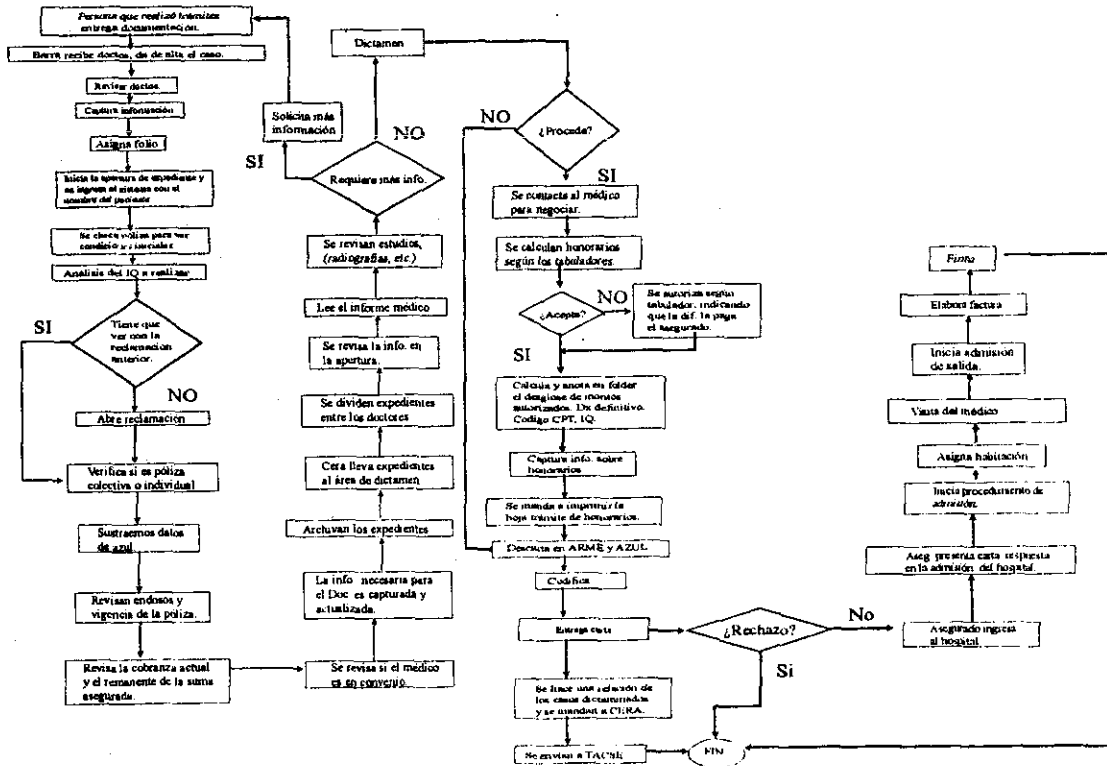 Persona que realizó trámites
entrega documentación.
Barra recibe doctos, da de alta el caso.
Revisar doctos.
Captura información
Asigna folio
Inicia la apertura de expediente y
se ingresa al sistema con el
nombre del paciente
Se checa póliza para ver
condiciones iniciales
Análisis del IQ a realizar
SI
Tiene que
ver con la
reclamación
anterior.
NO
Abre reclamación
Verifica si es póliza
colectiva o individual
Sustraemos datos
de azul
Revisan endosos y
vigencia de la póliza.
Revisa la cobranza actual
y el remanente de la suma
asegurada.
Solicita más
información
SI
NO
Dictamen
Requiere más info.
Se revisan estudios,
(radiografías, etc.)
Lee el informe médico
Se revisa la info. en
la apertura.
Se dividen expedientes
entre los doctores
Cera lleva expedientes
al área de dictamen
Archivan los expedientes
La info necesaria para
el Doc es capturada y
actualizada.
Se revisa si el médico
es en convenio.
NO
¿Procede?
SI
Se contacta al médico
para negociar.
Se calculan honorarios
según los tabuladores.
¿Acepta?
NO
Se autoriza según
tabulador, indicando
que la dif. la paga
el asegurado.
SI
Calcula y anota en folder
el desglose de montos
autorizados. Dx definitivo.
Codigo CPT, IQ.
Captura info. sobre
honorarios
Se manda a imprimir la
hoja trámite de honorarios.
en ARME y AZUL
Codifica
Entrega carta
¿Rechazo?
No
Si
Se hace una relación de
los casos dictaminados
y se mandan a CERA.
Se envían a TACSE
FIN
Firma
Elabora factura
Inicia admisión
de salida.
Visita del médico
Asigna habitación
Inicia procedimiento de
admisión.
Aseg. presenta carta respuesta
en la admisión del hospital.
Asegurado ingresa
al hospital